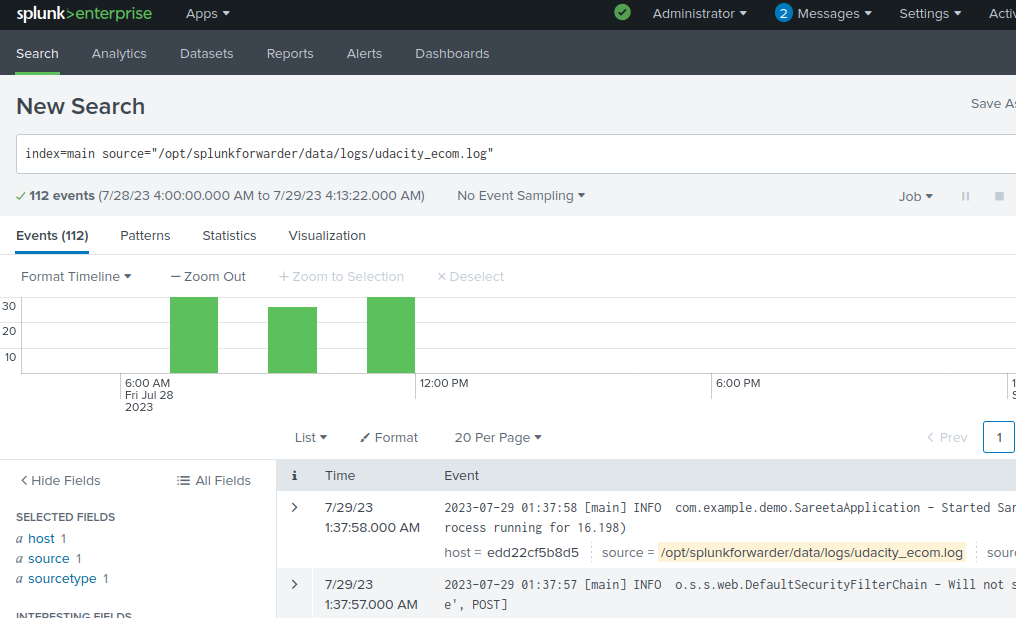 splunk>enterprise Apps Administrator 2 Messages Settings
Search Analytics Datasets Reports Alerts Dashboards
New Search Save
index=main source="/opt/splunkforwarder/data/logs/udacity_ecom.log"
112 events (7/28/23 4:00:00.000 AM to 7/29/23 4:13:22.000 AM) No Event Sampling Job
Events (112) Patterns Statistics Visualization
Format Timeline — Zoom Out + Zoom to Selection × Deselect
30
20
10
6:00 AM 12:00 PM 6:00 PM
Fri Jul 28
2023
List Format 20 Per Page < Prev 1
< Hide Fields All Fields i Time Event
SELECTED FIELDS
a host 1
a source 1
a sourcetype 1
INTERESTING FIELDS
> 7/29/23 2023-07-29 01:37:58 [main] INFO com.example.demo.SareetaApplication - Started
1:37:58.000 AM rocess running for 16.198)
host = edd22cf5b8d5 source = /opt/splunkforwarder/data/logs/udacity_ecom.log
> 7/29/23 2023-07-29 01:37:57 [main] INFO o.s.s.web.DefaultSecurityFilterChain - Will not
1:37:57.000 AM e', POST]